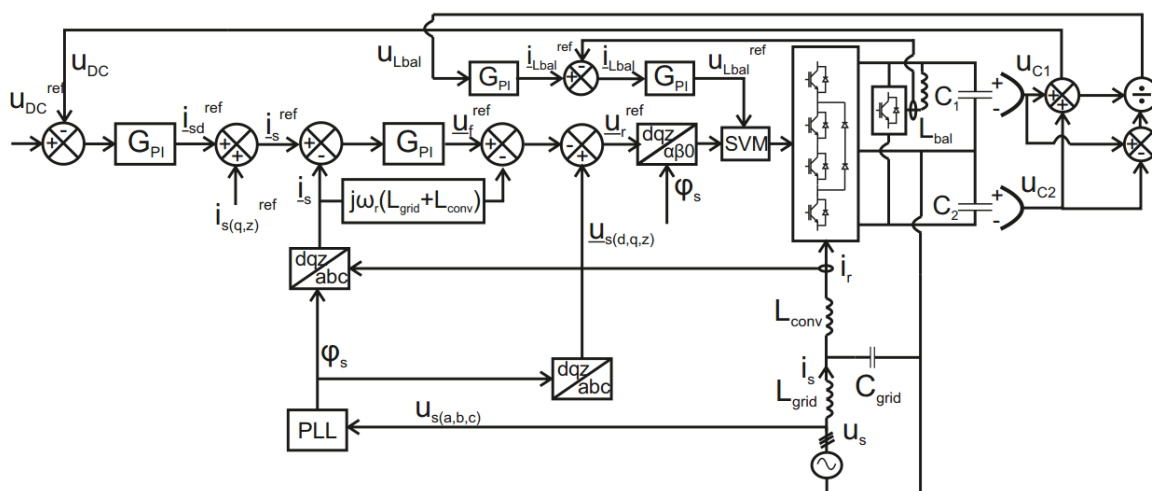 u_DC
u_DC^ref
G_PI
i_sd^ref
i_s(q,z)^ref
i_s^ref
i_s
G_PI
u_f^ref
jω_r(L_grid+L_conv)
u_Lbal
G_PI
i_Lbal^ref
i_Lbal
G_PI
u_Lbal^ref
u_r^ref
dqz
αβ0
φ_s
SVM
u_s(d,q,z)
dqz
abc
φ_s
dqz
abc
PLL
u_s(a,b,c)
i_r
L_conv
i_s
L_grid
C_grid
u_s
L_bal
C_1
C_2
u_C1
u_C2
+
-
+
-
÷